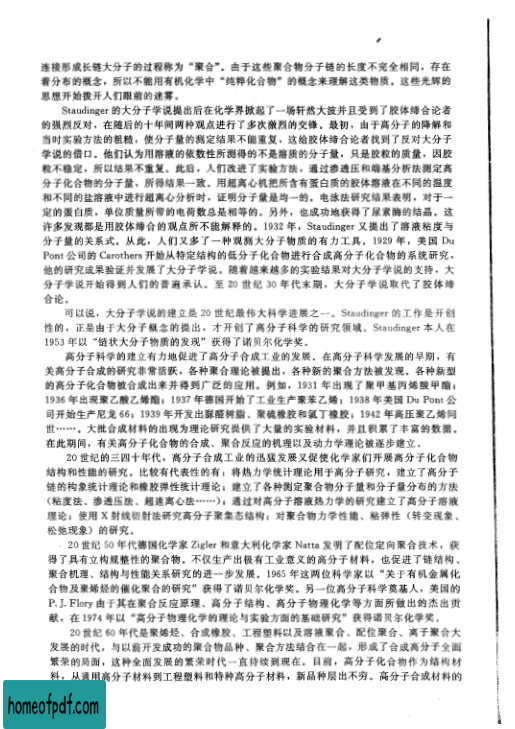 连接形成长链大分子的过程称为“聚合”。由于这些聚合物分子链的长度不完全相同，存在
着分布的概念，所以不能用有机化学中“纯粹化合物”的概念来理解这类物质。这些光辉的
思想开始拨开人们眼前的迷雾。
Staudinger 的大分子学说提出后在化学界掀起了一场轩然大波并且受到了胶体缔合论者
的强烈反对，在随后的十年间两种观点进行了多次激烈的交锋。最初，由于高分子的降解和
当时实验方法的粗糙，使分子量的测定结果不能重复，这给胶体缔合论者找到了反对大分子
学说的借口。他们认为用溶液的依数性所测得的不是溶质的分子量，只是胶粒的质量，因胶
粒不稳定，所以结果不重复。此后，人们改进了实验方法，通过渗透压和端基分析法测定高
分子化合物的分子量，所得结果一致。用超离心机把所含有蛋白质的胶体溶液在不同的温度
和不同的盐溶液中进行超离心分析时，证明分子量是均一的。电泳法研究结果表明，对于一
定的蛋白质，单位质量所带的电荷数总是相等的。另外，也成功地获得了尿素酶的结晶。这
许多发现都是用胶体缔合的观点所不能解释的。1932 年，Staudinger 又提出了溶液粘度与
分子量的关系式。从此，人们又多了一种观测大分子物质的有力工具。1929 年，美国 Du
Pont 公司的 Carothers 开始从特定结构的低分子化合物进行合成高分子化合物的系统研究，
他的研究成果验证并发展了大分子学说。随着越来越多的实验结果对大分子学说的支持，大
分子学说开始得到人们的普遍承认。至 20 世纪 30 年代末期，大分子学说取代了胶体缔
合论。
可以说，大分子学说的建立是 20 世纪最伟大科学进展之一。Staudinger 的工作是开创
性的，正是由于大分子概念的提出，才开创了高分子科学的研究领域。Staudinger 本人在
1953 年以“链状大分子物质的发现”获得了诺贝尔化学奖。
高分子科学的建立有力地促进了高分子合成工业的发展。在高分子科学发展的早期，有
关高分子合成的研究非常活跃，各种聚合理论被提出，各种新的聚合方法被发现。各种新型
的高分子化合物被合成出来并得到广泛的应用。例如，1931 年出现了聚甲基丙烯酸甲酯；
1936 年出现聚乙酸乙烯酯；1937 年德国开始了工业生产聚苯乙烯；1938 年美国 Du Pont 公
司开始生产尼龙 66；1939 年开发出脲醛树脂、聚硫橡胶和氯丁橡胶；1942 年高压聚乙烯问
世……。大批合成材料的出现为理论研究提供了大量的实验材料，并且积累了丰富的数据。
在此期间，有关高分子化合物的合成、聚合反应的机理以及动力学理论被逐步建立。
20 世纪的三四十年代，高分子合成工业的迅猛发展又促使化学家们开展高分子化合物
结构和性能的研究。比较有代表性的有：将热力学统计理论用于高分子研究，建立了高分子
链的构象统计理论和橡胶弹性统计理论；建立了各种测定聚合物分子量和分子量分布的方法
（粘度法、渗透压法、超速离心法……）；通过对高分子溶液热力学的研究建立了高分子溶液
理论；使用 X 射线衍射法研究高分子聚集态结构；对聚合物力学性能、粘弹性（转变现象、
松弛现象）的研究。
20 世纪 50 年代德国化学家 Zigler 和意大利化学家 Natta 发明了配位定向聚合技术，获
得了具有立构规整性的聚合物。不仅生产出极有工业意义的高分子材料，也促进了链结构、
聚合机理、结构与性能关系研究的进一步发展。1965 年这两位科学家以“关于有机金属化
合物及聚烯烃的催化聚合的研究”获得了诺贝尔化学奖。另一位高分子科学奠基人，美国的
P. J. Flory 由于其在聚合反应原理、高分子结构、高分子物理化学等方面所做出的杰出贡
献，在 1974 年以“高分子物理化学的理论与实验方面的基础研究”获得诺贝尔化学奖。
20 世纪 60 年代是聚烯烃、合成橡胶、工程塑料以及溶液聚合、配位聚合、离子聚合大
发展的时代，与以前开发成功的聚合物品种、聚合方法结合在一起，形成了合成高分子全面
繁荣的局面，这种全面发展的繁荣时代一直持续到现在。目前，高分子化合物作为结构材
料，从通用高分子材料到工程塑料和特种高分子材料，新品种层出不穷。高分子合成材料的
homeofpdf.com